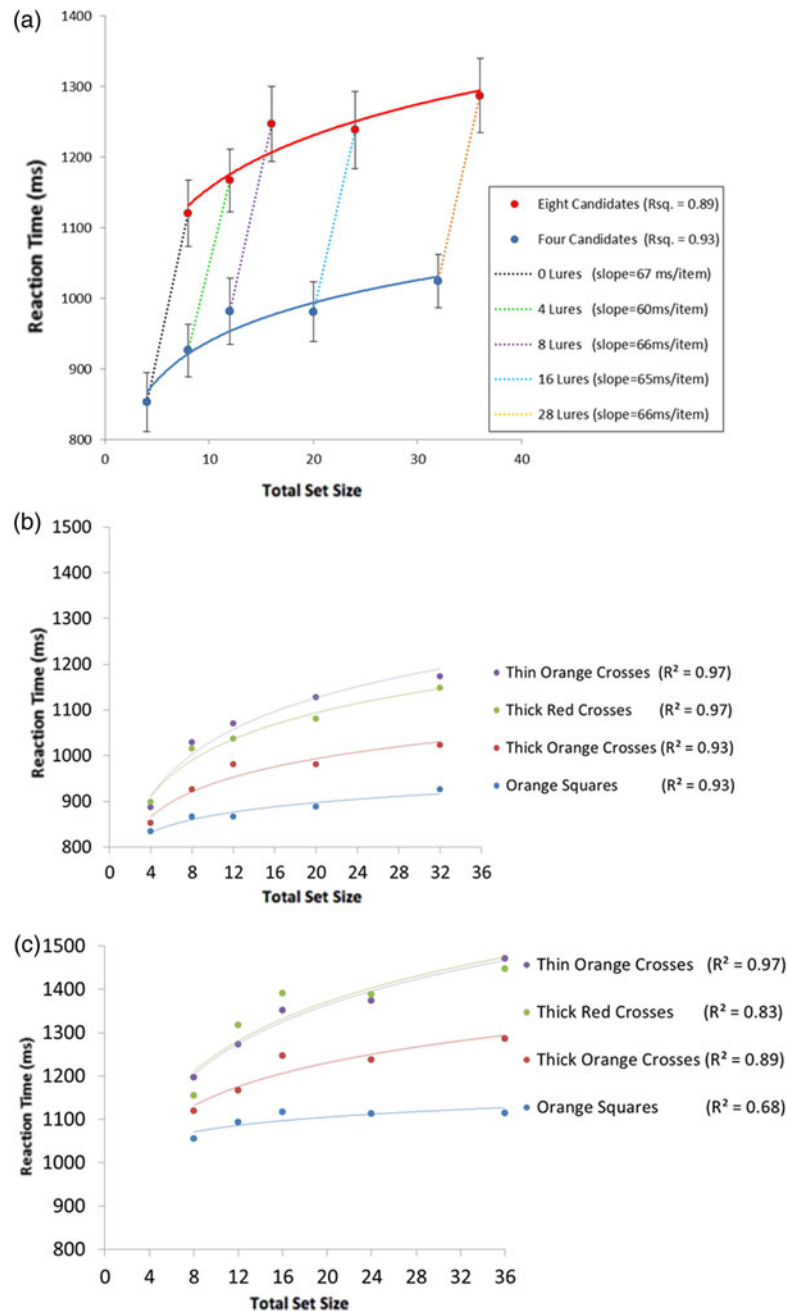 (a)
1400
1300
1200
1100
1000
900
800
0 10 20 30 40
Reaction Time (ms)
Total Set Size
Eight Candidates (Rsq. = 0.89)
Four Candidates (Rsq. = 0.93)
0 Lures (slope=67 ms/item)
4 Lures (slope=60ms/item)
8 Lures (slope=66ms/item)
16 Lures (slope=65ms/item)
28 Lures (slope=66ms/item)
(b)
1500
1400
1300
1200
1100
1000
900
800
0 4 8 12 16 20 24 28 32 36
Reaction Time (ms)
Total Set Size
Thin Orange Crosses (R² = 0.97)
Thick Red Crosses (R² = 0.97)
Thick Orange Crosses (R² = 0.93)
Orange Squares (R² = 0.93)
(c)
1500
1400
1300
1200
1100
1000
900
800
0 4 8 12 16 20 24 28 32 36
Reaction Time (ms)
Total Set Size
Thin Orange Crosses (R² = 0.97)
Thick Red Crosses (R² = 0.83)
Thick Orange Crosses (R² = 0.89)
Orange Squares (R² = 0.68)